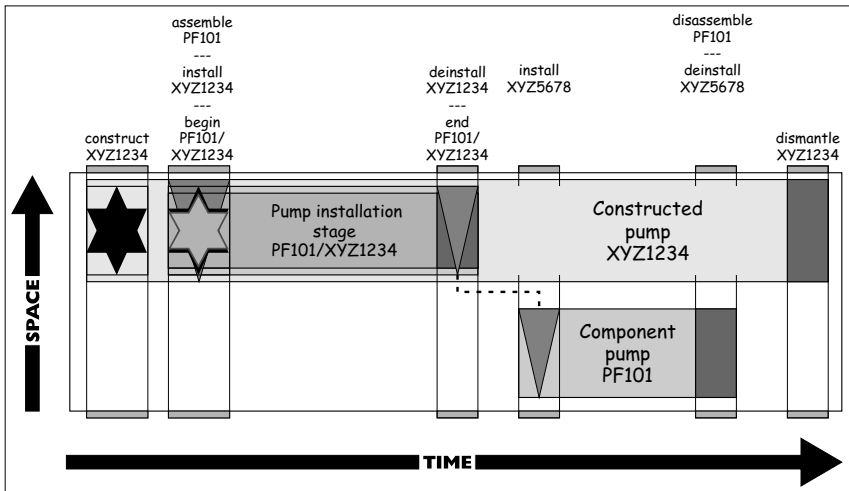 assemble
PF101
---
install
XYZ1234
---
begin
PF101/
XYZ1234
construct
XYZ1234
deinstall
XYZ1234
---
end
PF101/
XYZ1234
install
XYZ5678
disassemble
PF101
---
deinstall
XYZ5678
dismantle
XYZ1234
Pump installation
stage
PF101/XYZ1234
Constructed
pump
XYZ1234
Component
pump
PF101
SPACE
TIME